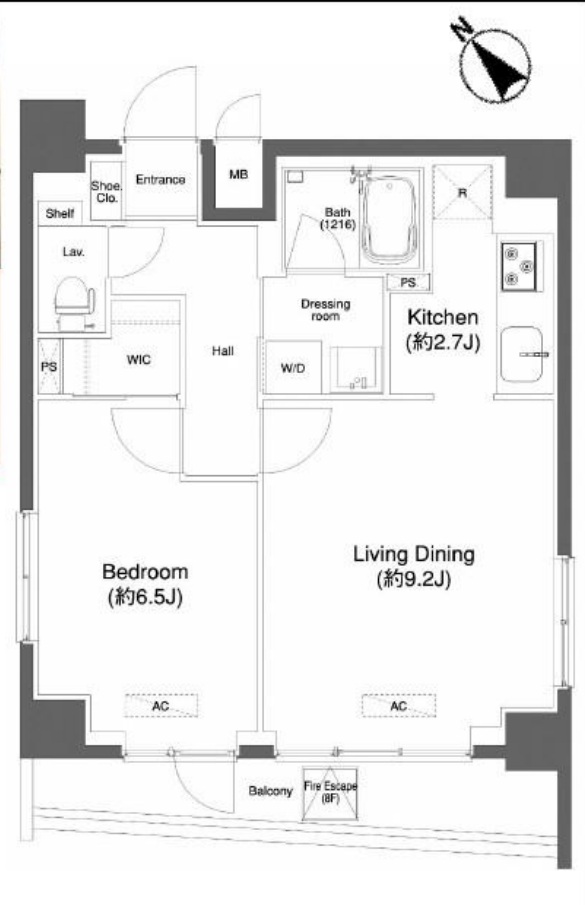 N
Shoe.
Clo.
Entrance
MB
Shelf
Bath
(1216)
R
Lav.
PS
Dressing
room
Kitchen
(約2.7J)
PS
WIC
Hall
W/D
Living Dining
(約9.2J)
Bedroom
(約6.5J)
AC
AC
Balcony
Fire Escape
(8F)